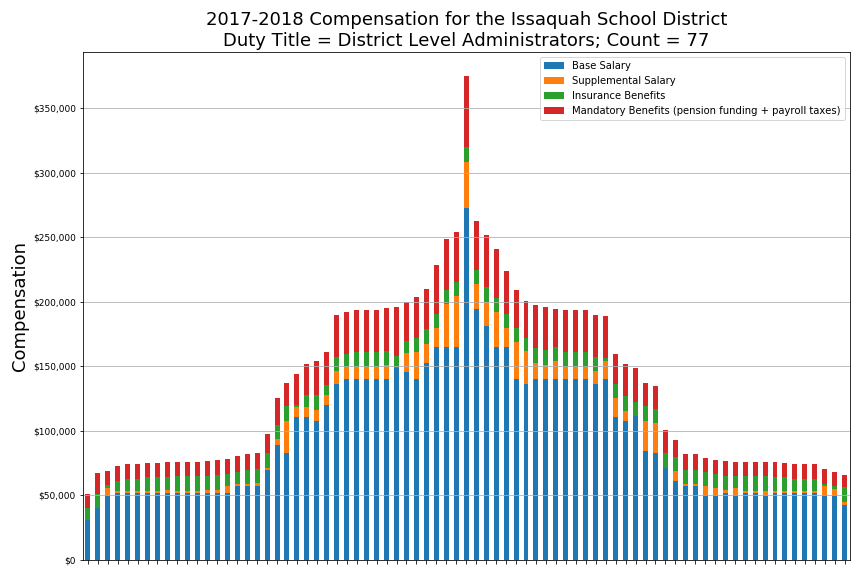 2017-2018 Compensation for the Issaquah School District
Duty Title = District Level Administrators; Count = 77
Base Salary
Supplemental Salary
Insurance Benefits
Mandatory Benefits (pension funding + payroll taxes)
Compensation
$350,000
$300,000
$250,000
$200,000
$150,000
$100,000
$50,000
$0